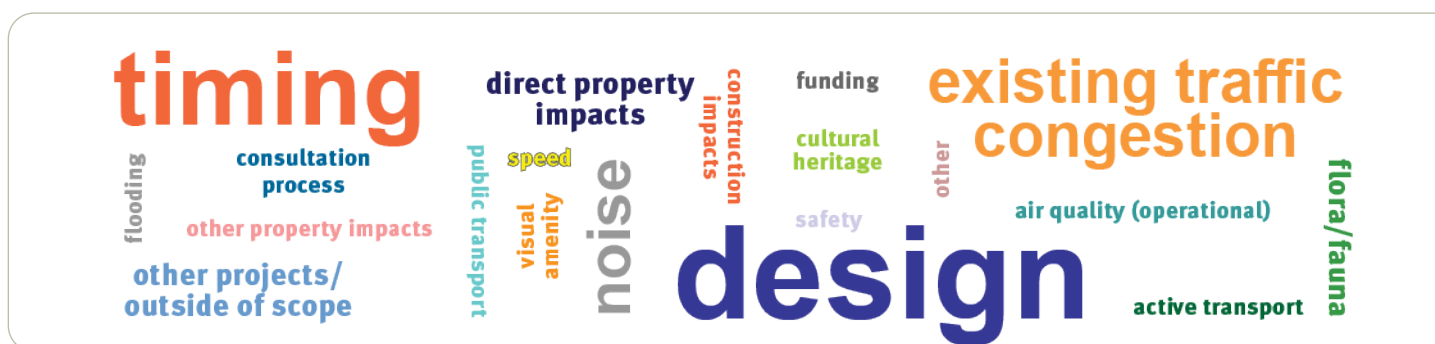 timing
direct property
impacts
construction
impacts
funding
existing traffic
congestion
flooding
consultation
process
public transport
speed
noise
cultural
heritage
other
flora/fauna
other property impacts
visual
amenity
safety
air quality (operational)
other projects/
outside of scope
design
active transport